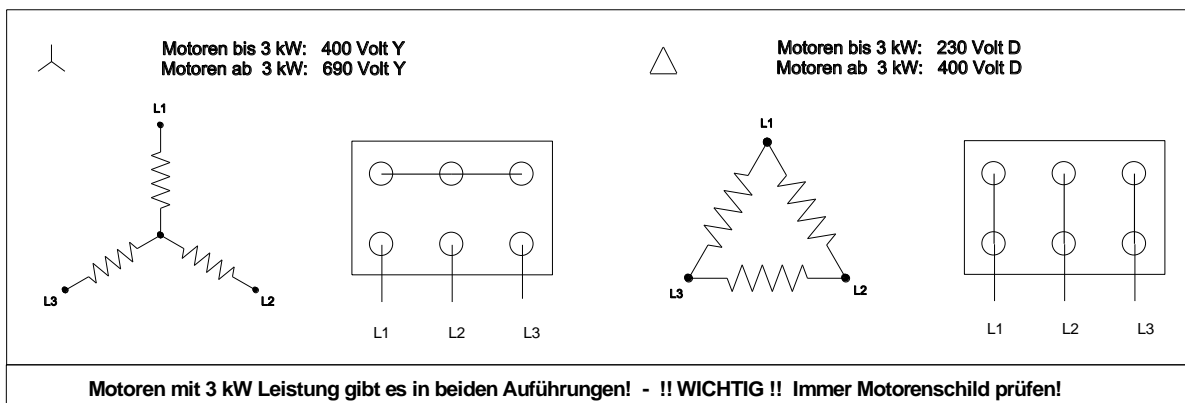 Motoren bis 3 kW: 400 Volt Y
Motoren ab 3 kW: 690 Volt Y
L1
L3
L2
L1 L2 L3
Motoren bis 3 kW: 230 Volt D
Motoren ab 3 kW: 400 Volt D
L1
L3
L2
L1 L2 L3
Motoren mit 3 kW Leistung gibt es in beiden Auführungen! - !! WICHTIG !! Immer Motorenschild prüfen!